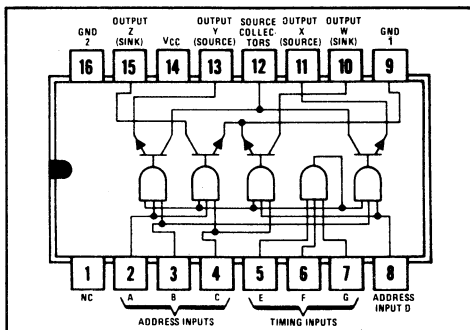 GND 2
OUTPUT Z (SINK)
VCC
OUTPUT Y (SOURCE)
SOURCE COLLEC- TORS
OUTPUT X (SOURCE)
OUTPUT W (SINK)
GND 1
16 15 14 13 12 11 10 9
1 2 3 4 5 6 7 8
NC A B C E F G
ADDRESS INPUTS
TIMING INPUTS
ADDRESS INPUT D